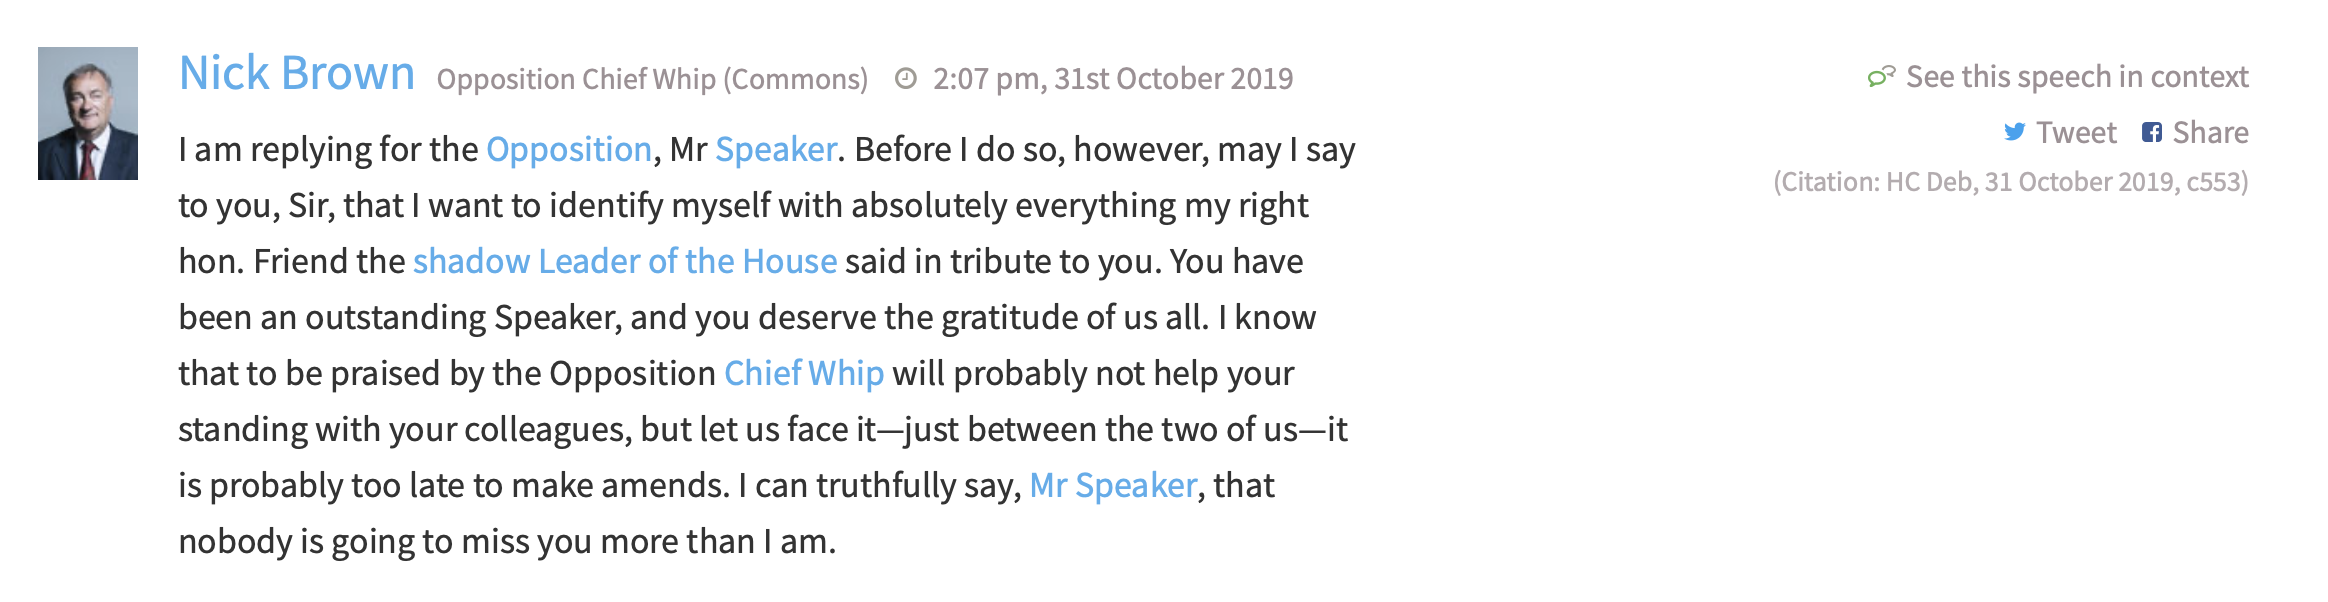 Nick Brown Opposition Chief Whip (Commons) 2:07 pm, 31st October 2019
I am replying for the Opposition, Mr Speaker. Before I do so, however, may I say
to you, Sir, that I want to identify myself with absolutely everything my right
hon. Friend the shadow Leader of the House said in tribute to you. You have
been an outstanding Speaker, and you deserve the gratitude of us all. I know
that to be praised by the Opposition Chief Whip will probably not help your
standing with your colleagues, but let us face it—just between the two of us—it
is probably too late to make amends. I can truthfully say, Mr Speaker, that
nobody is going to miss you more than I am.
See this speech in context
Tweet Share
(Citation: HC Deb, 31 October 2019, c553)